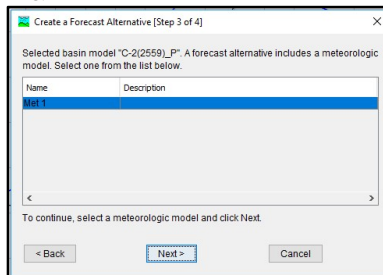 Create a Forecast Alternative [Step 3 of 4]
Selected basin model "C-2(2559)_P". A forecast alternative includes a meteorologic
model. Select one from the list below.
Name Description
Met 1
To continue, select a meteorologic model and click Next.
< Back Next > Cancel